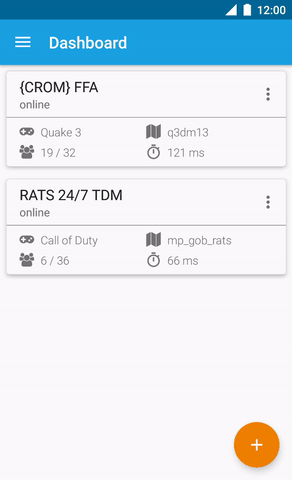 12:00
Dashboard
{CROM} FFA
online
Quake 3
q3dm13
19 / 32
121 ms
RATS 24/7 TDM
online
Call of Duty
mp_gob_rats
6 / 36
66 ms